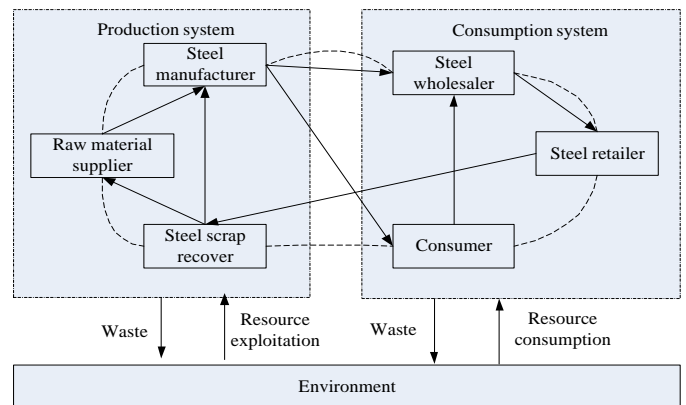 Production system
Steel
manufacturer
Raw material
supplier
Steel scrap
recover
Consumption system
Steel
wholesaler
Steel retailer
Consumer
Waste
Resource
exploitation
Waste
Resource
consumption
Environment